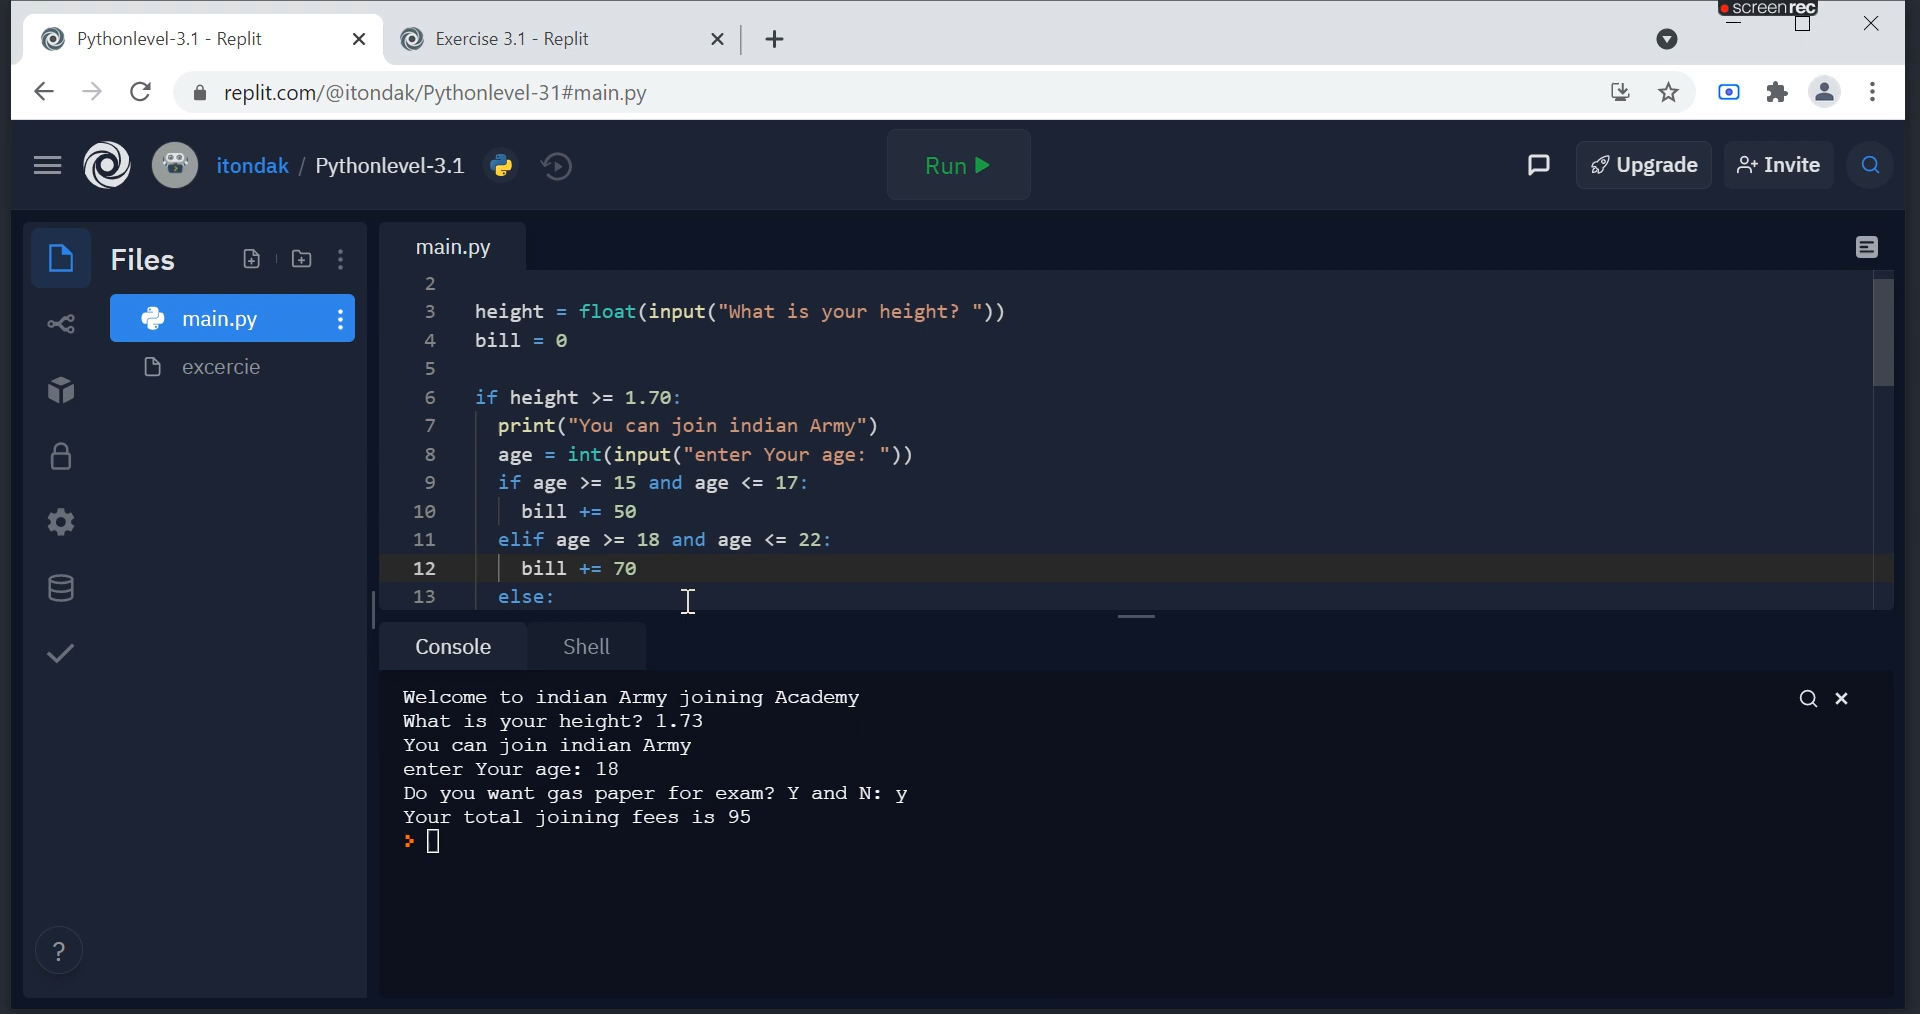 screenrec
Pythonlevel-3.1 - Replit
Exercise 3.1 - Replit
replit.com/@itondak/Pythonlevel-31#main.py
itondak / Pythonlevel-3.1
Run
Upgrade
Invite
Files
main.py
excercie
main.py
2
3 height = float(input("What is your height? "))
4 bill = 0
5
6 if height >= 1.70:
7 print("You can join indian Army")
8 age = int(input("enter Your age: "))
9 if age >= 15 and age <= 17:
10 bill += 50
11 elif age >= 18 and age <= 22:
12 bill += 70
13 else:
Console
Shell
Welcome to indian Army joining Academy
What is your height? 1.73
You can join indian Army
enter Your age: 18
Do you want gas paper for exam? Y and N: y
Your total joining fees is 95
>
?